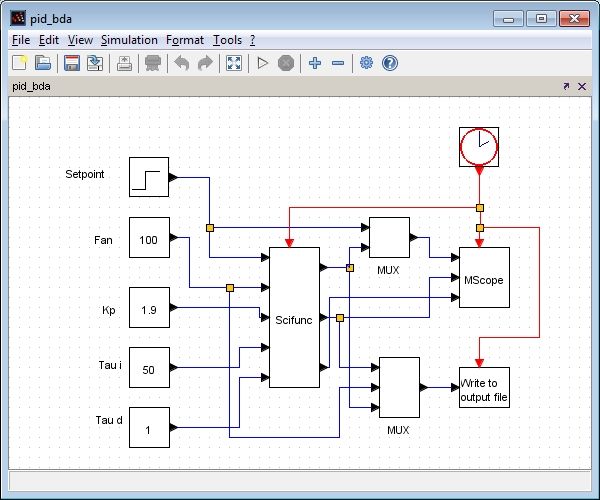 pid_bda
File Edit View Simulation Format Tools ?
pid_bda
Setpoint
Fan
100
MUX
MScope
Kp
1.9
Scifunc
Tau i
50
Write to
output file
Tau d
1
MUX